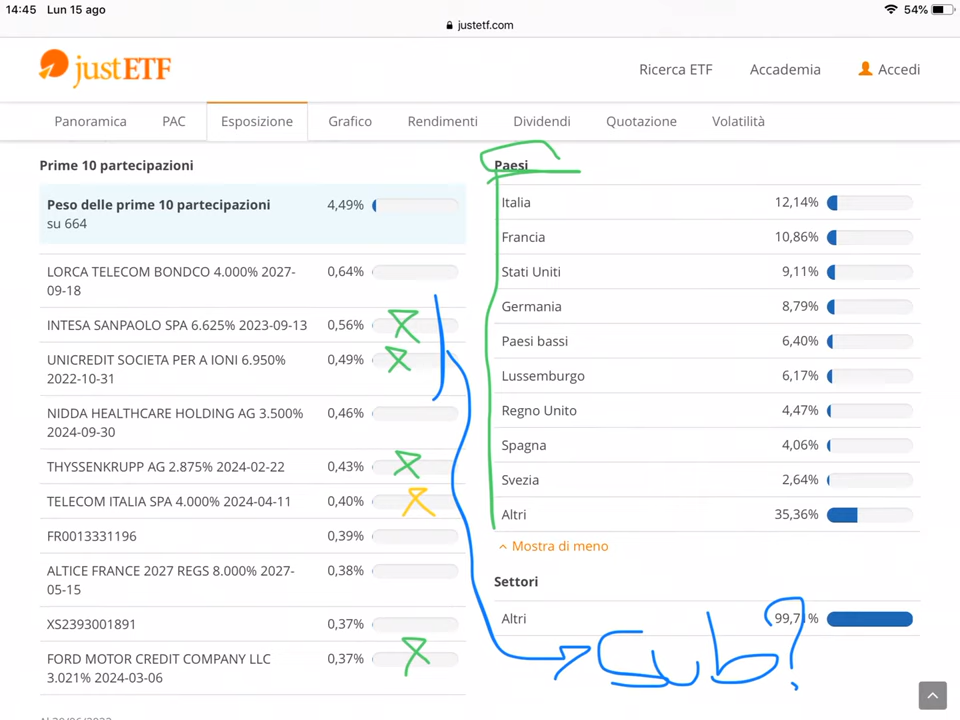 14:45 Lun 15 ago
54%
justetf.com
justETF
Ricerca ETF Accademia Accedi
Panoramica PAC Esposizione Grafico Rendimenti Dividendi Quotazione Volatilità
Prime 10 partecipazioni
Peso delle prime 10 partecipazioni 4,49%
su 664
LORCA TELECOM BONDCO 4.000% 2027- 0,64%
09-18
INTESA SANPAOLO SPA 6.625% 2023-09-13 0,56%
UNICREDIT SOCIETA PER A IONI 6.950% 0,49%
2022-10-31
NIDDA HEALTHCARE HOLDING AG 3.500% 0,46%
2024-09-30
THYSSENKRUPP AG 2.875% 2024-02-22 0,43%
TELECOM ITALIA SPA 4.000% 2024-04-11 0,40%
FR0013331196 0,39%
ALTICE FRANCE 2027 REGS 8.000% 2027- 0,38%
05-15
XS2393001891 0,37%
FORD MOTOR CREDIT COMPANY LLC 0,37%
3.021% 2024-03-06
Paesi
Italia 12,14%
Francia 10,86%
Stati Uniti 9,11%
Germania 8,79%
Paesi bassi 6,40%
Lussemburgo 6,17%
Regno Unito 4,47%
Spagna 4,06%
Svezia 2,64%
Altri 35,36%
Mostra di meno
Settori
Altri
Sub?